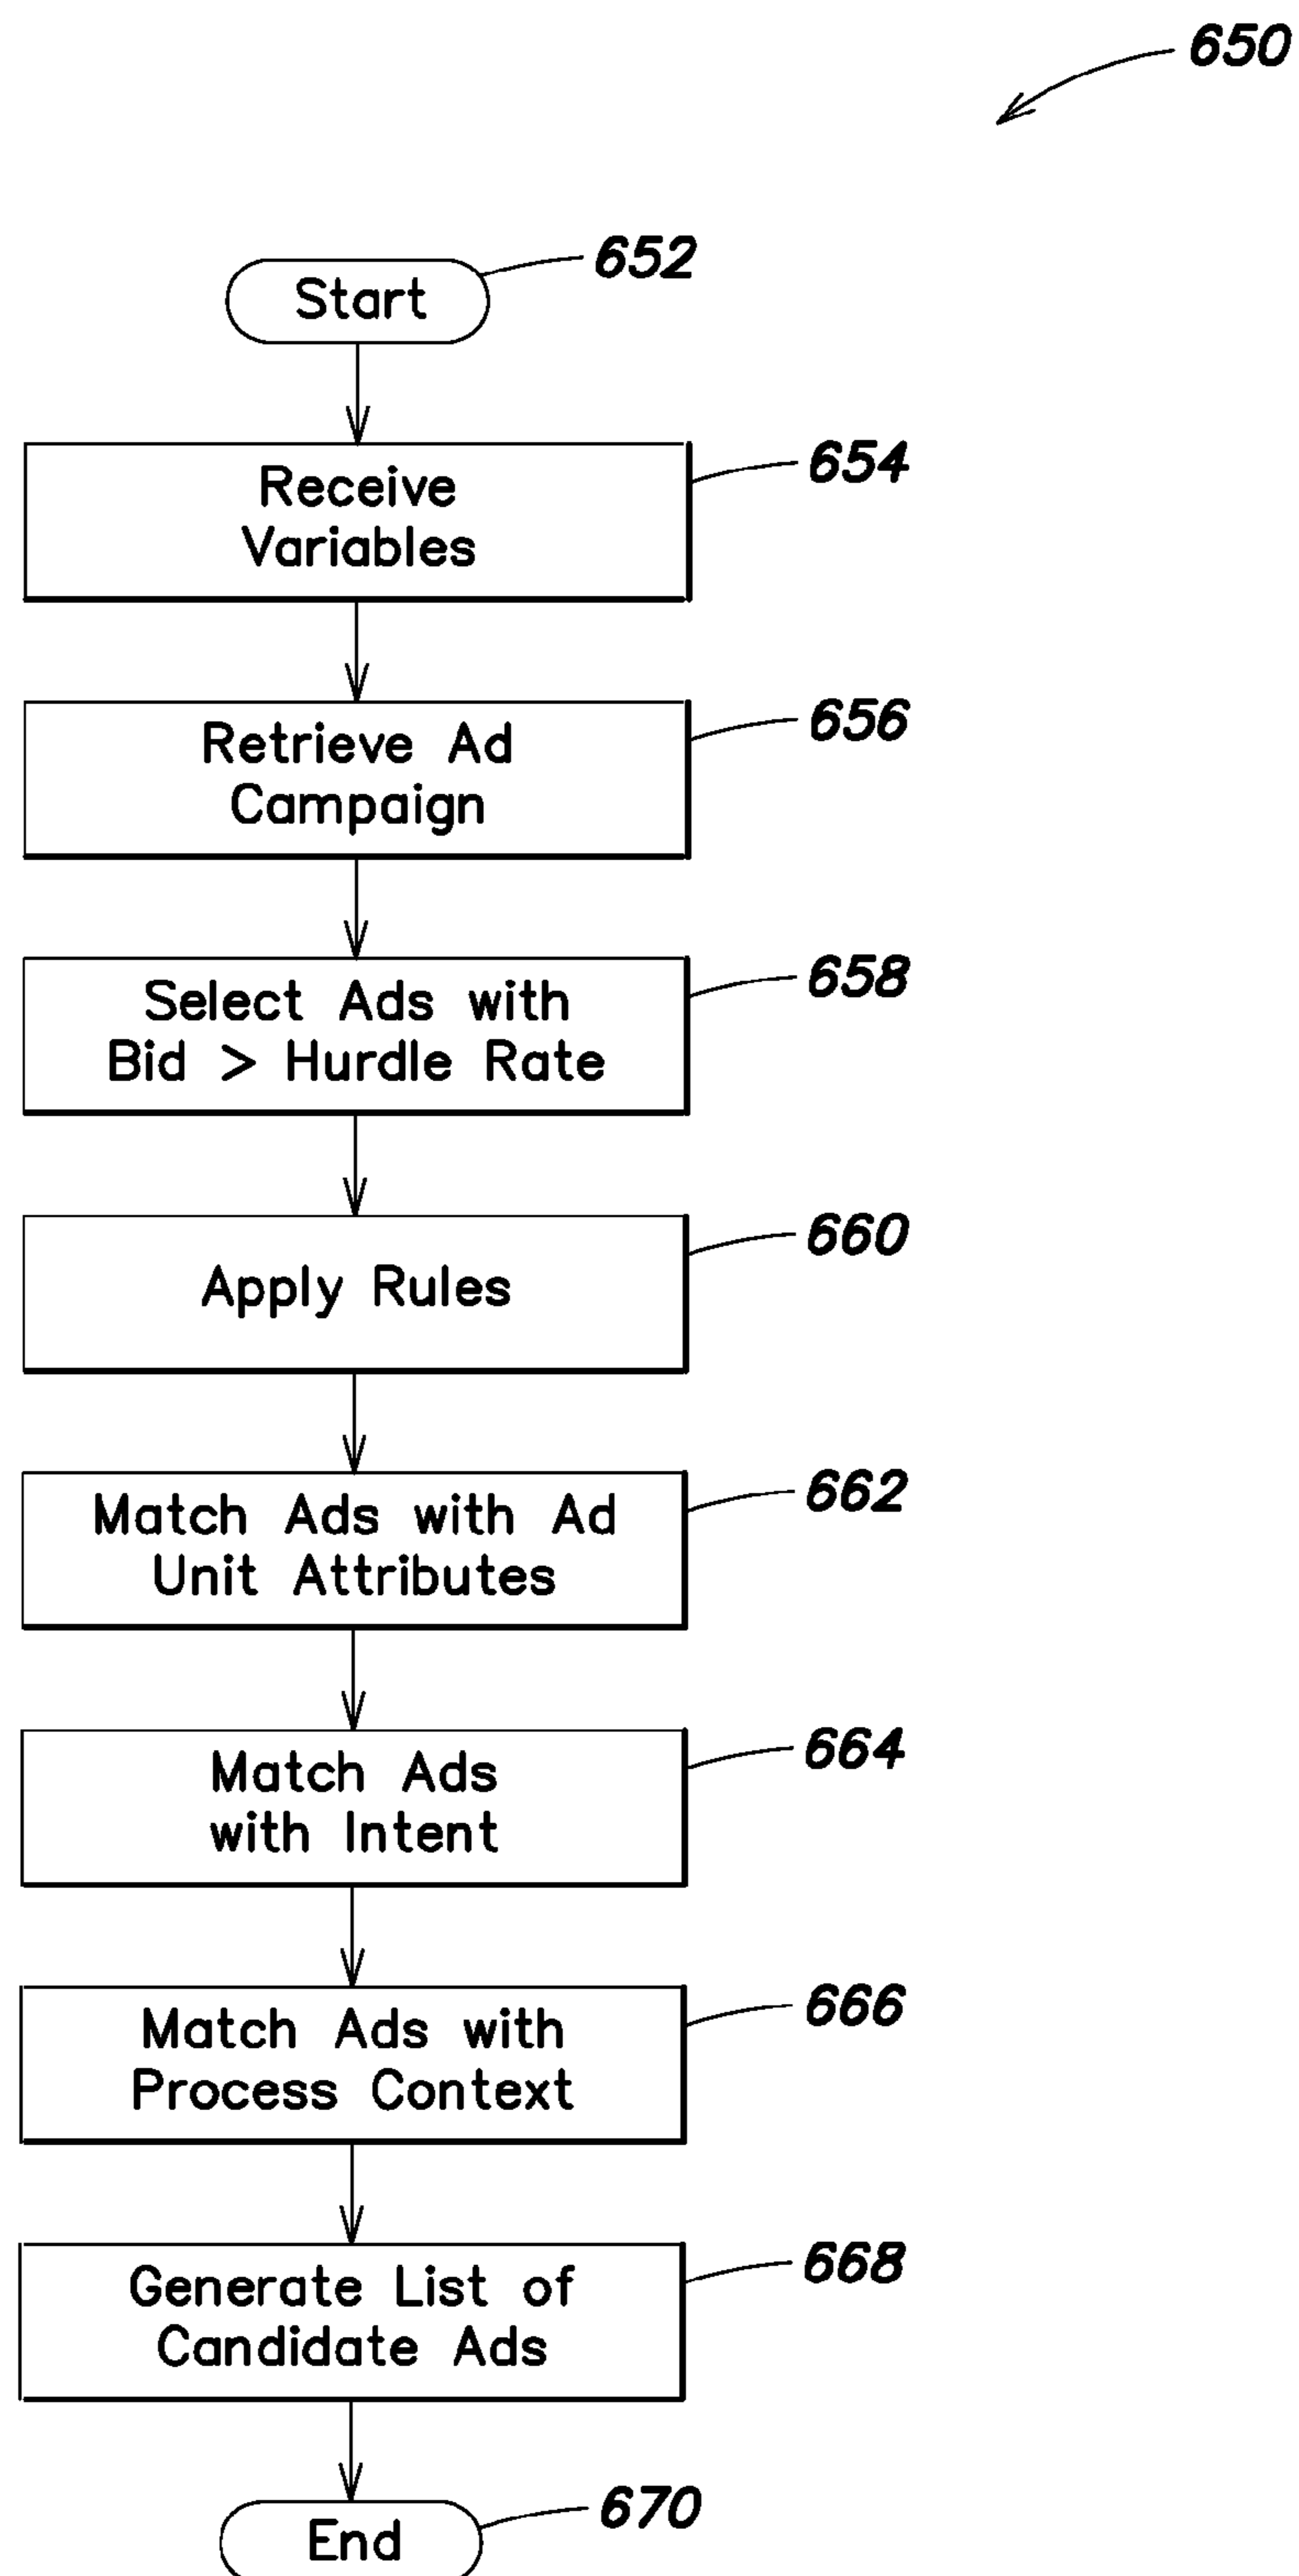 650
Start
652
Receive
Variables
654
Retrieve Ad
Campaign
656
Select Ads with
Bid > Hurdle Rate
658
Apply Rules
660
Match Ads with Ad
Unit Attributes
662
Match Ads
with Intent
664
Match Ads with
Process Context
666
Generate List of
Candidate Ads
668
End
670